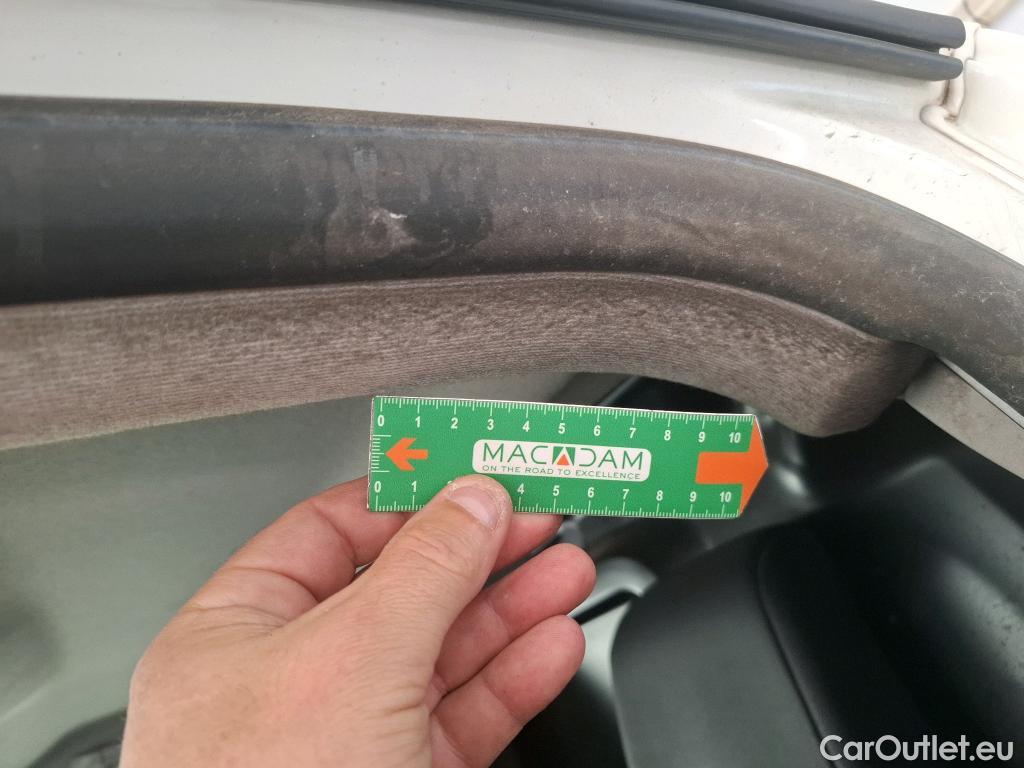 0 1 2 3 4 5 6 7 8 9 10
MACADAM
ON THE ROAD TO EXCELLENCE
0 1 4 5 6 7 8 9 10
CarOutlet.eu